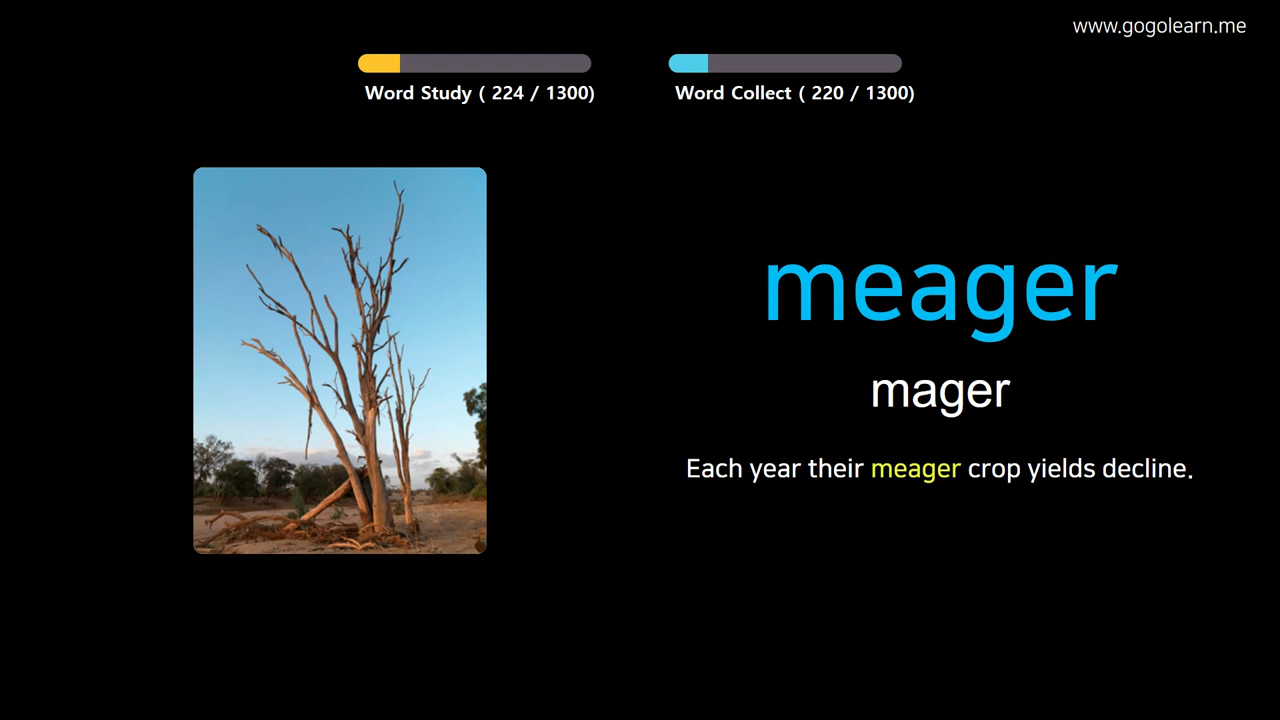 www.gogolearn.me
Word Study ( 224 / 1300)
Word Collect ( 220 / 1300)
meager
mager
Each year their meager crop yields decline.